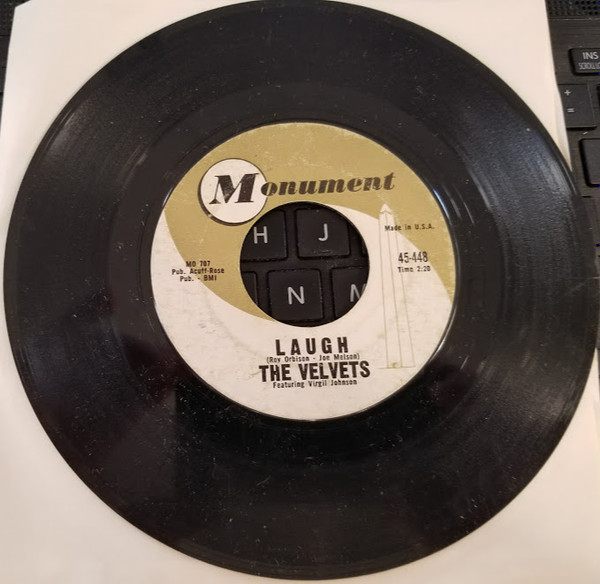 INS
SCROLL
+
=
Monument
Made in U.S.A.
H
J
MO 787
Pub. Acuff-Rose
Pub. - BMI
45-448
Time 2:20
N
M
LAUGH
(Roy Orbison - Joe Melson)
THE VELVETS
Featuring Virgil Johnson